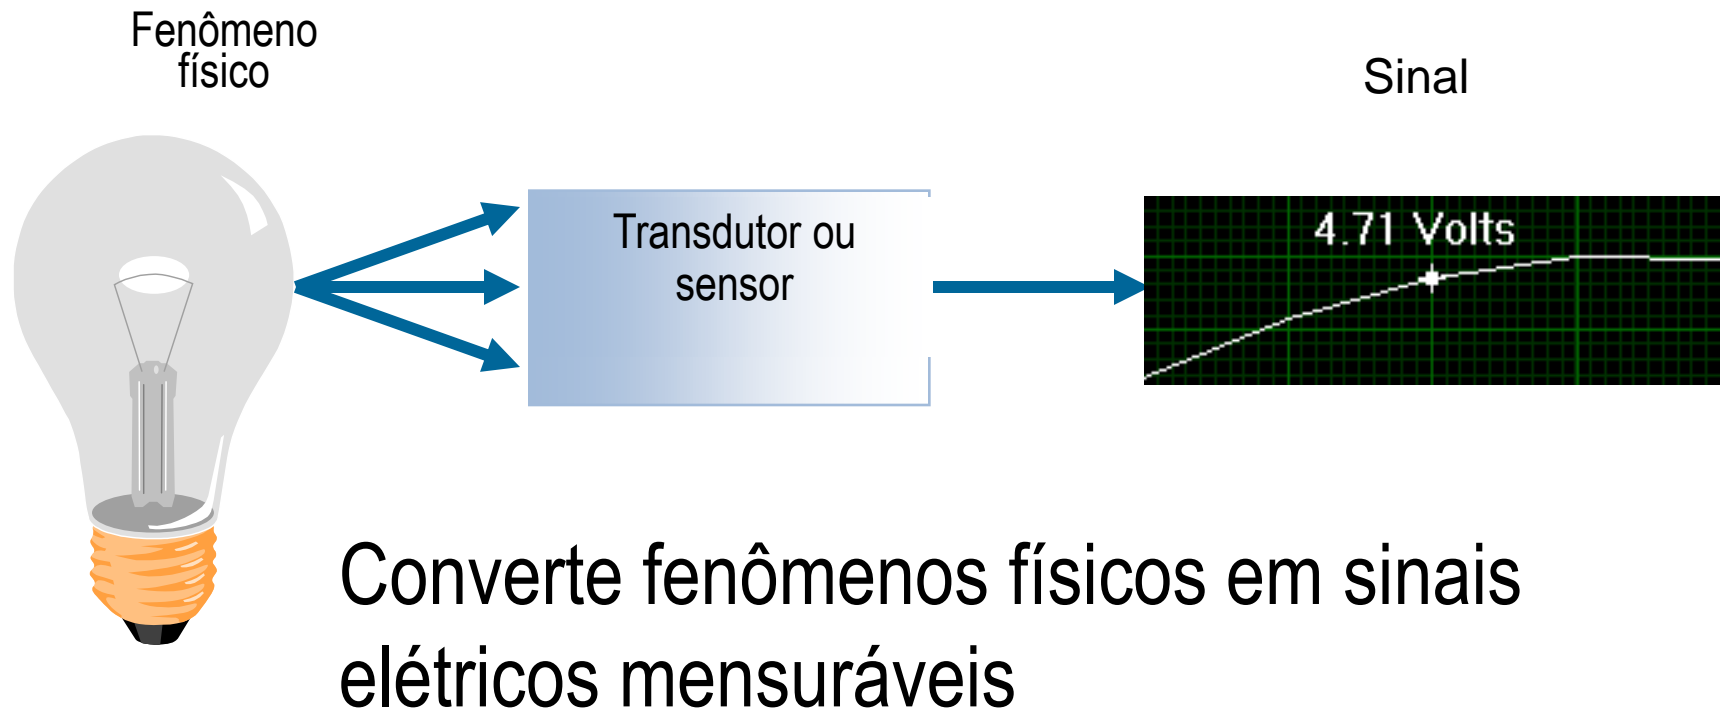 Fenômeno
físico
Sinal
Transdutor ou
sensor
4.71 Volts
Converte fenômenos físicos em sinais
elétricos mensuráveis